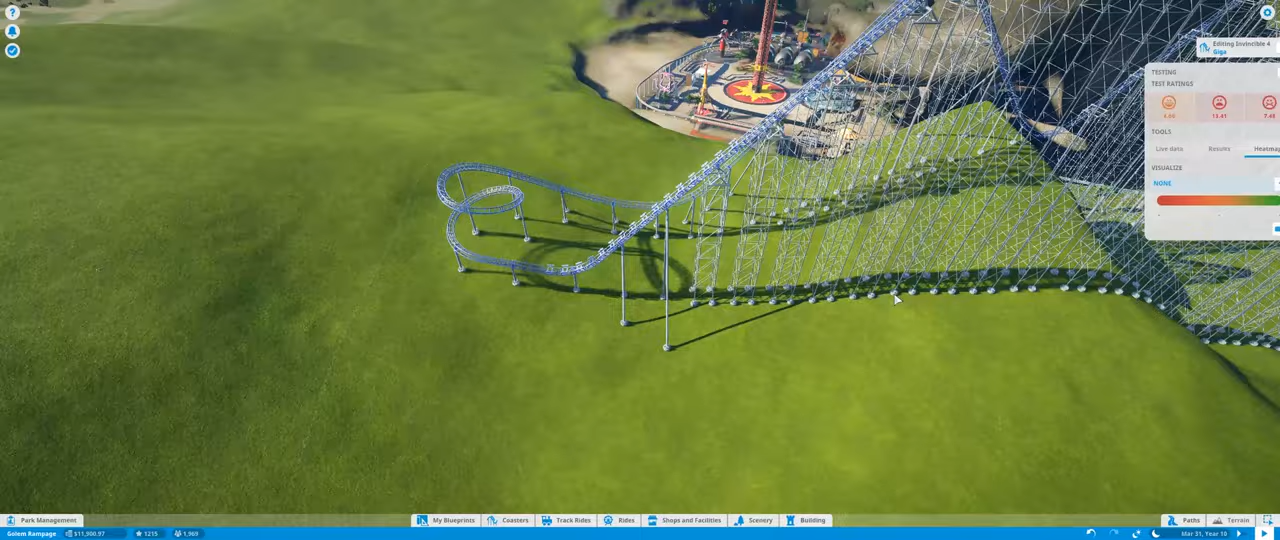 Editing Invincible 4
Giga
TESTING
TEST RATINGS
13.41
TOOLS
Live data Results Heatmap
VISUALIZE
NONE
Park Management My Blueprints Coasters Track Rides Rides Shops and Facilities Scenery Building Paths Terrain
Golem Rampage $11,900.97 1215 1,969 Mar 31, Year 10